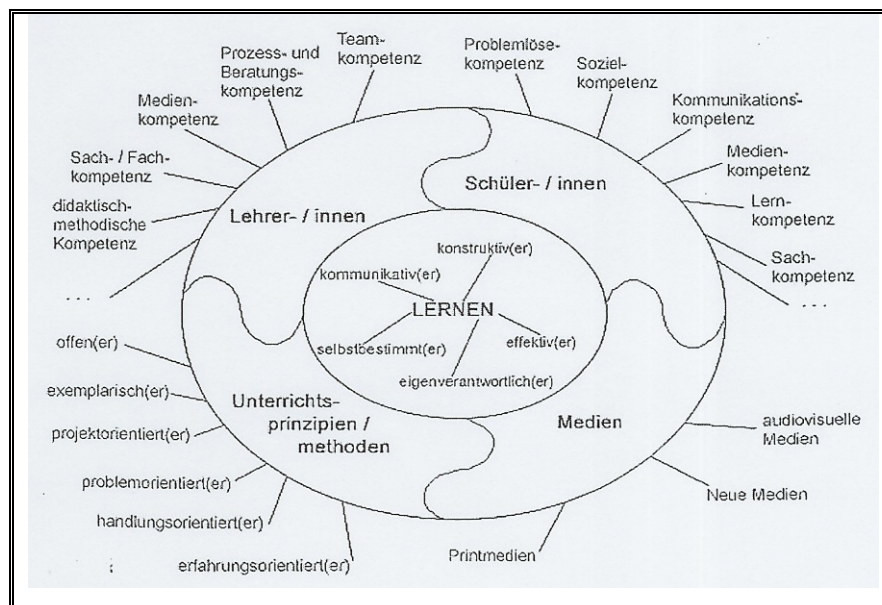 Team-
kompetenz
Prozess- und
Beratungs-
kompetenz
Medien-
kompetenz
Sach- / Fach-
kompetenz
didaktisch-
methodische
Kompetenz
. . .
Problemlöse-
kompetenz
Soziel-
kompetenz
Kommunikations-
kompetenz
Medien-
kompetenz
Lern-
kompetenz
Sach-
kompetenz
. . .
Lehrer- / innen
Schüler- / innen
konstruktiv(er)
kommunikativ(er)
LERNEN
selbstbestimmt(er)
effektiv(er)
eigenverantwortlich(er)
Unterrichts-
prinzipien /
methoden
Medien
offen(er)
exemplarisch(er)
projektorientiert(er)
problemorientiert(er)
handlungsorientiert(er)
erfahrungsorientiert(er)
audiovisuelle
Medien
Neue Medien
Printmedien